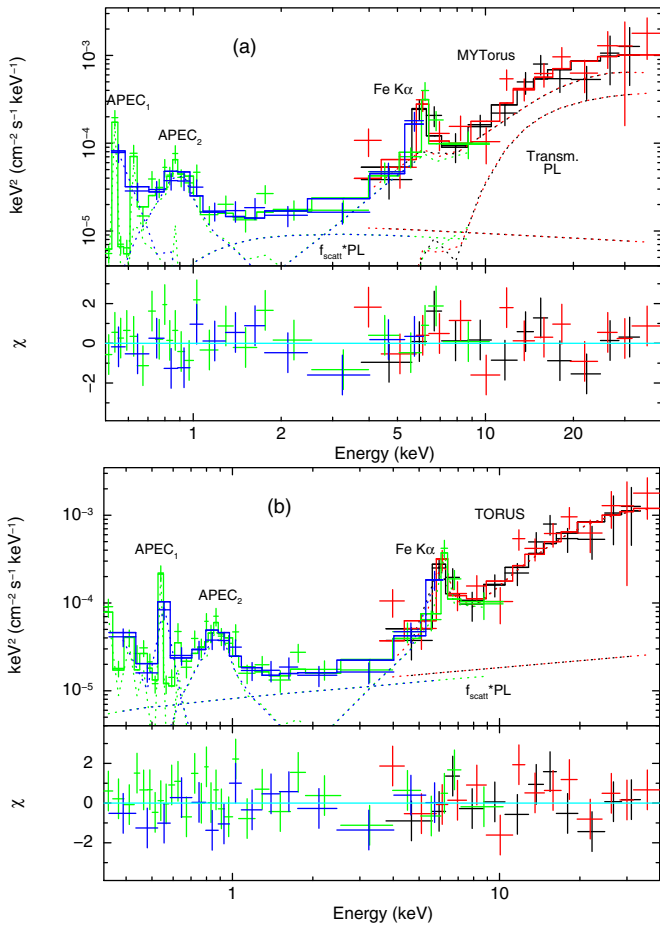 (a)
MYTorus
Fe Kα
APEC₁
APEC₂
Transm.
PL
f_scatt*PL
keV² (cm⁻² s⁻¹ keV⁻¹)
10⁻³
10⁻⁴
10⁻⁵
χ
2
0
−2
1
2
5
10
20
Energy (keV)
(b)
TORUS
Fe Kα
APEC₁
APEC₂
f_scatt*PL
keV² (cm⁻² s⁻¹ keV⁻¹)
10⁻³
10⁻⁴
10⁻⁵
χ
2
0
−2
1
10
Energy (keV)